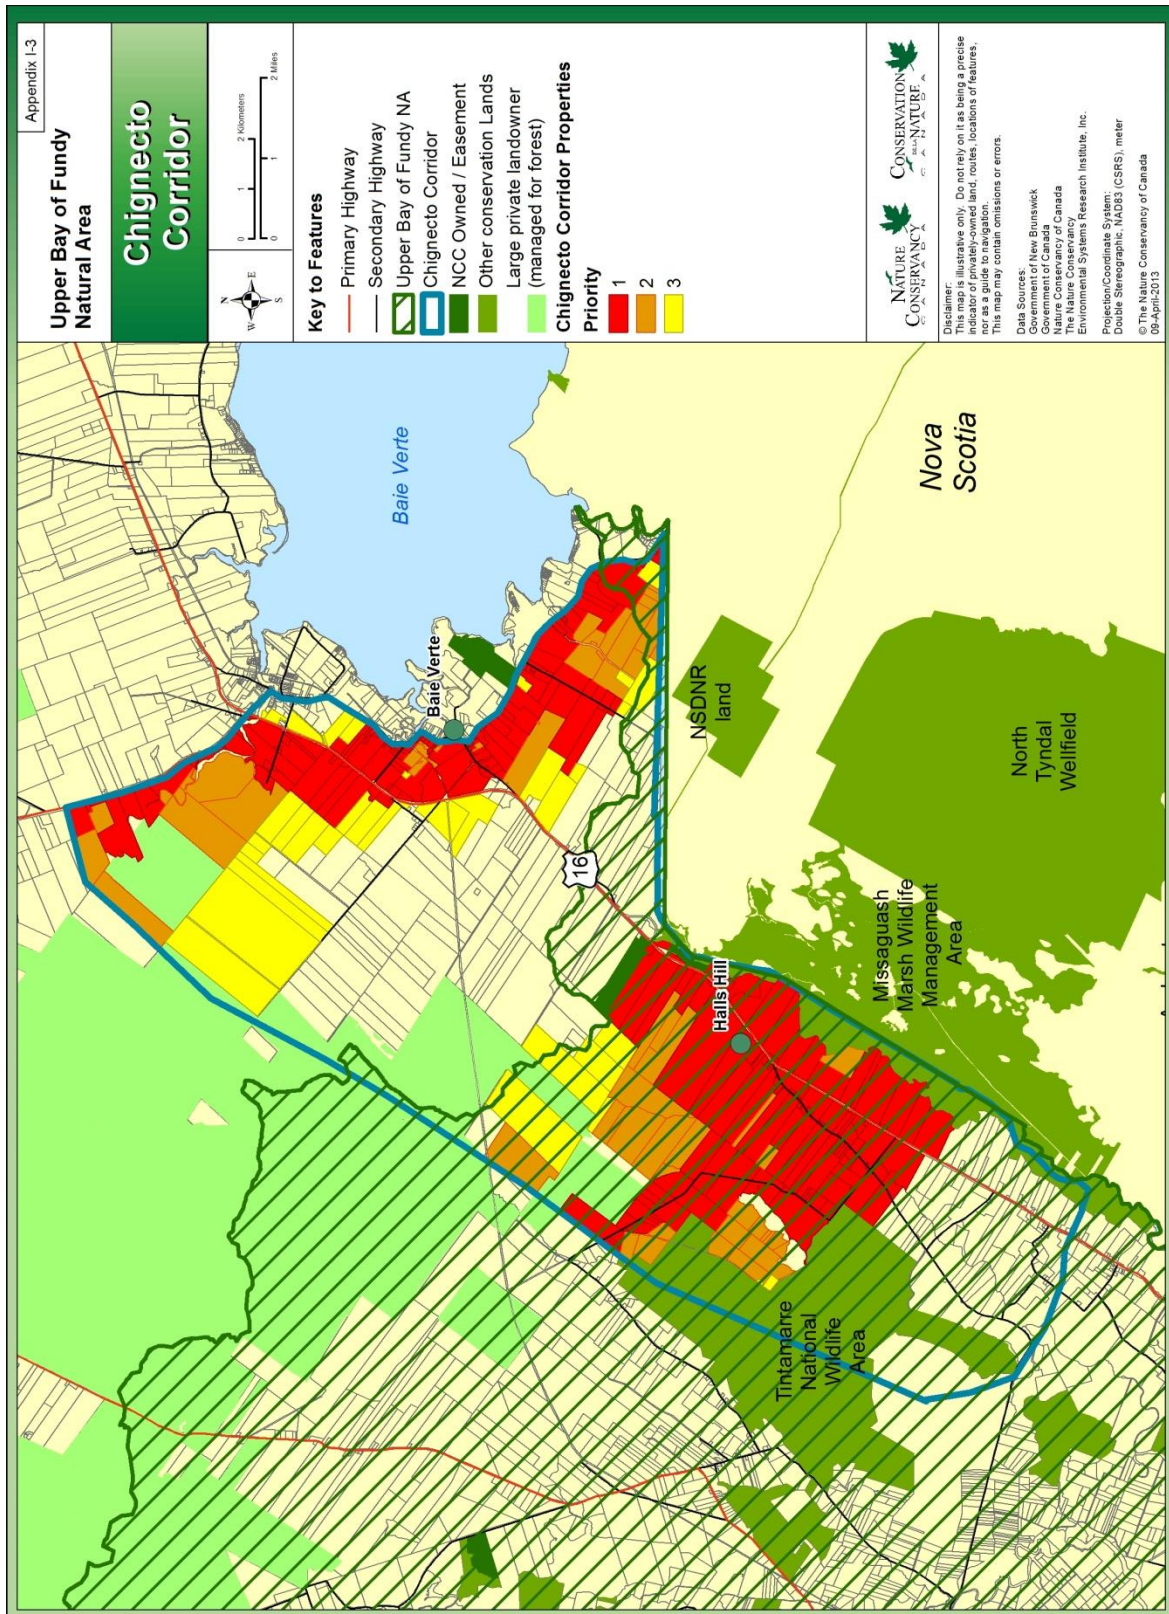 Appendix I-3
Upper Bay of Fundy
Natural Area
Chignecto
Corridor
N
W
E
S
0
1
2 Kilometers
0
1
2 Miles
Key to Features
Primary Highway
Secondary Highway
Upper Bay of Fundy NA
Chignecto Corridor
NCC Owned / Easement
Other conservation Lands
Large private landowner
(managed for forest)
Chignecto Corridor Properties
Priority
1
2
3
NATURE
CONSERVANCY
CANADA
CONSERVATION
DE LA NATURE
CANADA
Disclaimer:
This map is illustrative only. Do not rely on it as being a precise
indicator of privately-owned land, routes, locations of features,
nor as a guide to navigation.
This map may contain omissions or errors.
Data Sources:
Government of New Brunswick
Government of Canada
Nature Conservancy of Canada
The Nature Conservancy
Environmental Systems Research Institute, Inc.
Projection/Coordinate System:
Double Stereographic, NAD83 (CSRS), meter
© The Nature Conservancy of Canada
09-April-2013
Baie Verte
Baie Verte
16
Halls Hill
NSDNR
land
Nova
Scotia
North
Tyndal
Wellfield
Missaguash
Marsh Wildlife
Management
Area
Tintamarre
National
Wildlife
Area